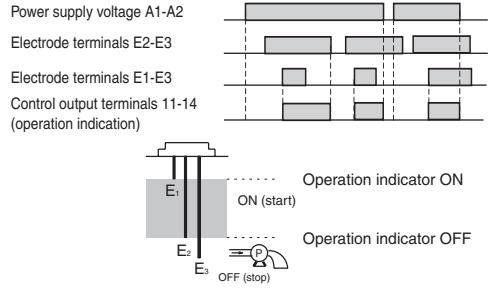 Power supply voltage A1-A2
Electrode terminals E2-E3
Electrode terminals E1-E3
Control output terminals 11-14
(operation indication)
E1
Operation indicator ON
ON (start)
Operation indicator OFF
E2
P
E3
OFF (stop)